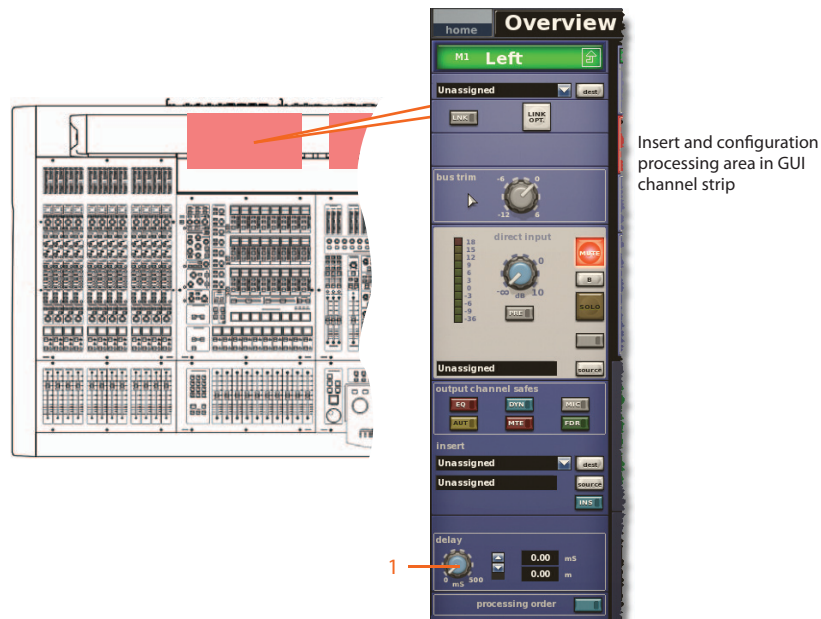 home
Overview
M1 Left
Unassigned
dest
LNK
LINK
OPT.
bus trim
-6 0
-12 6
direct input
18
15
12
9
6
3
0
-3
-6
-9
-36
0
-∞ dB 10
PRE
MUTE
B
SOLO
Unassigned
source
output channel safes
EQ DYN MIC
AUT MTE FDR
insert
Unassigned
dest
Unassigned
source
INS
delay
0 500
mS
0.00 mS
0.00 m
processing order
1
Insert and configuration
processing area in GUI
channel strip